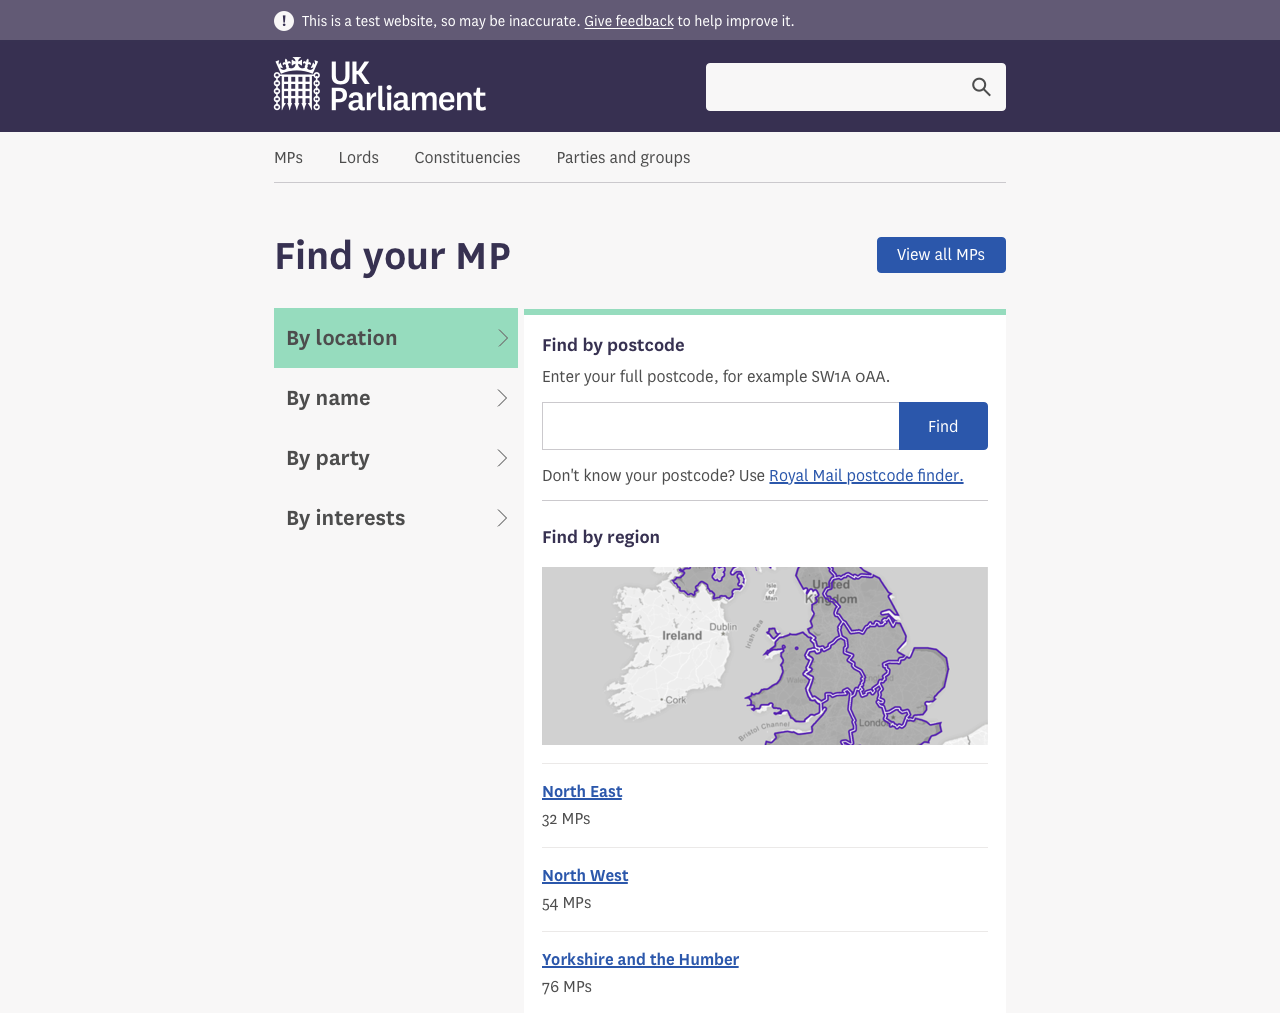 This is a test website, so may be inaccurate. Give feedback to help improve it.
UK
Parliament
MPs Lords Constituencies Parties and groups
Find your MP
View all MPs
By location
By name
By party
By interests
Find by postcode
Enter your full postcode, for example SW1A 0AA.
Find
Don't know your postcode? Use Royal Mail postcode finder.
Find by region
United
Kingdom
Isle
of
Man
Dublin
Ireland
Irish Sea
Wales
Cork
London
Bristol Channel
North East
32 MPs
North West
54 MPs
Yorkshire and the Humber
76 MPs